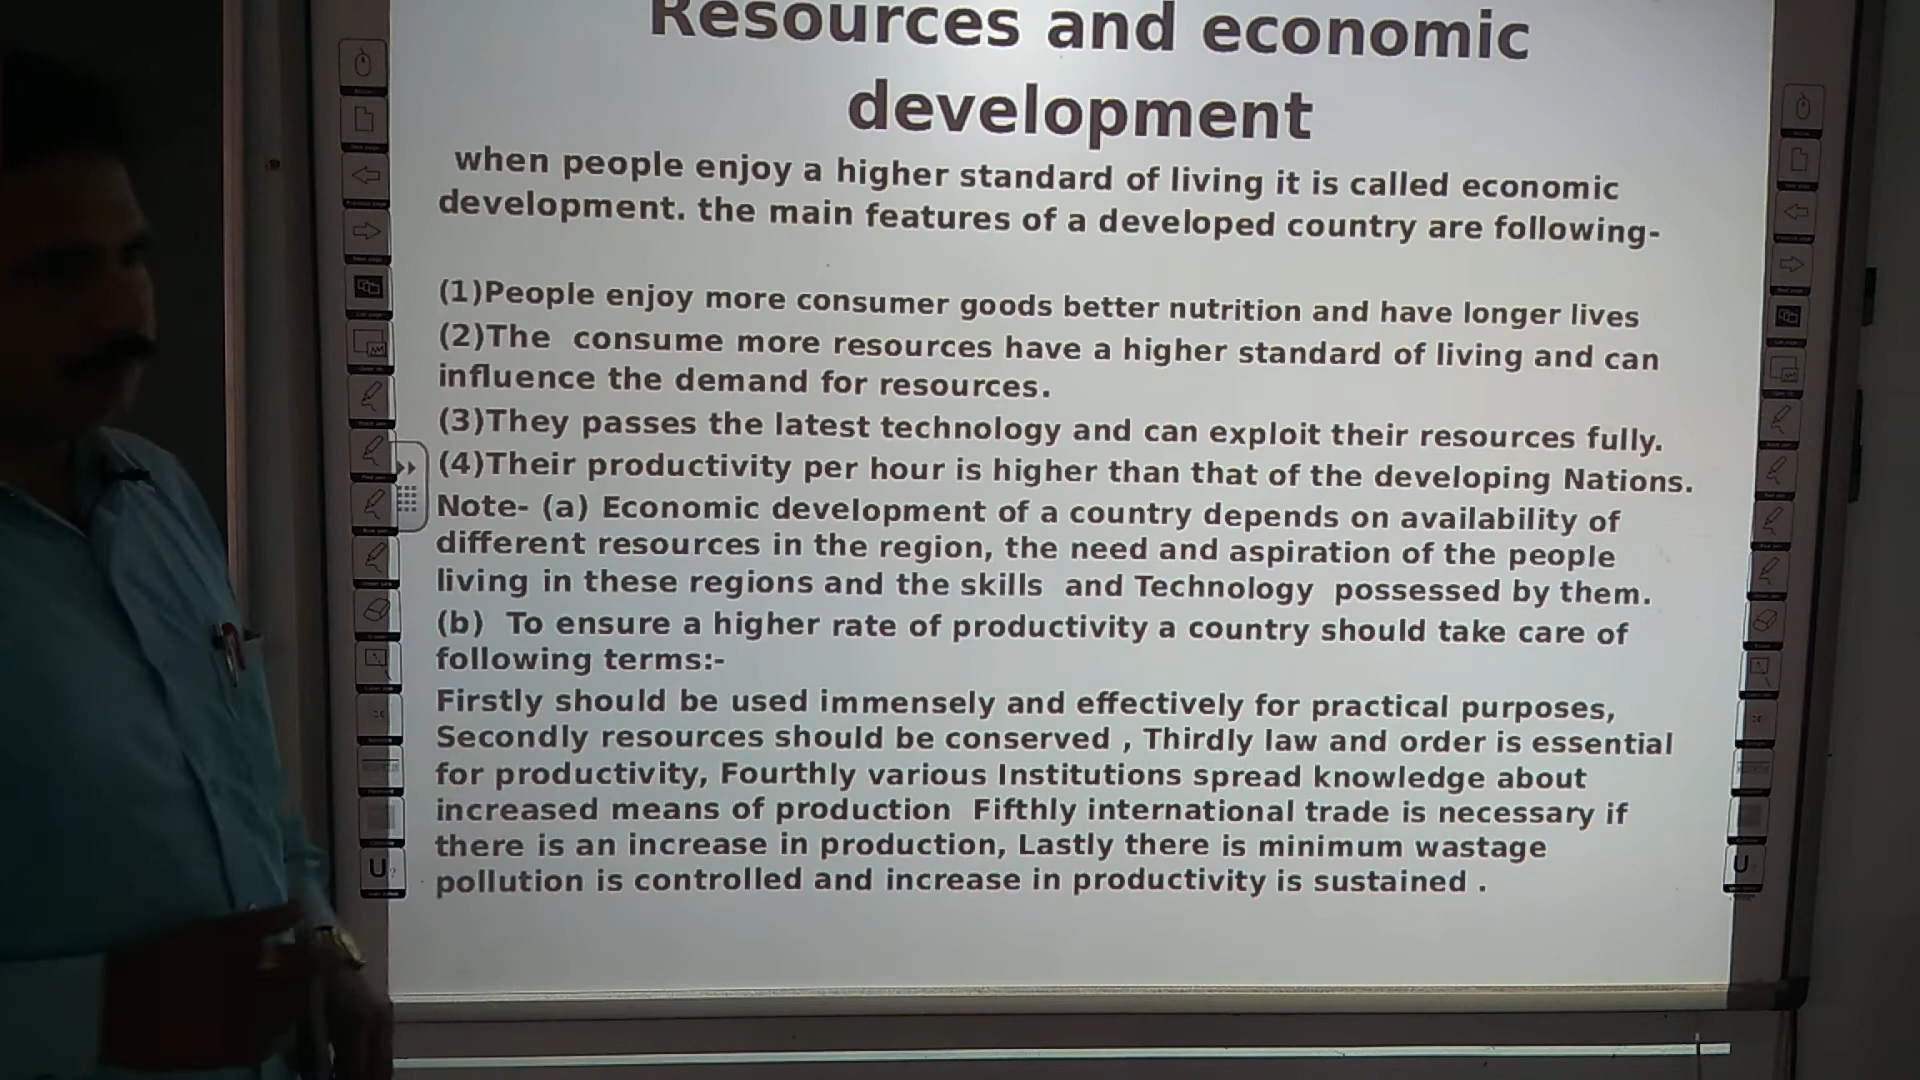 Resources and economic
development
when people enjoy a higher standard of living it is called economic
development. the main features of a developed country are following-
(1)People enjoy more consumer goods better nutrition and have longer lives
(2)The consume more resources have a higher standard of living and can
influence the demand for resources.
(3)They passes the latest technology and can exploit their resources fully.
(4)Their productivity per hour is higher than that of the developing Nations.
Note- (a) Economic development of a country depends on availability of
different resources in the region, the need and aspiration of the people
living in these regions and the skills and Technology possessed by them.
(b) To ensure a higher rate of productivity a country should take care of
following terms:-
Firstly should be used immensely and effectively for practical purposes,
Secondly resources should be conserved , Thirdly law and order is essential
for productivity, Fourthly various Institutions spread knowledge about
increased means of production Fifthly international trade is necessary if
there is an increase in production, Lastly there is minimum wastage
pollution is controlled and increase in productivity is sustained .